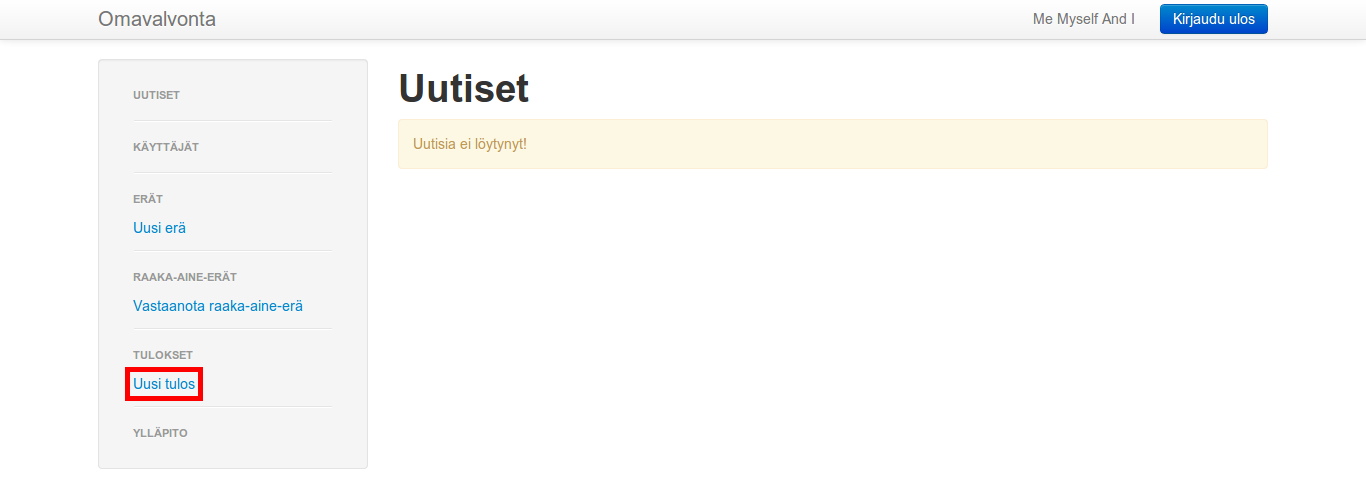 Omavalvonta
Me Myself And I
Kirjaudu ulos
UUTISET
KÄYTTÄJÄT
ERÄT
Uusi erä
RAAKA-AINE-ERÄT
Vastaanota raaka-aine-erä
TULOKSET
Uusi tulos
YLLÄPITO
Uutiset
Uutisia ei löytynyt!